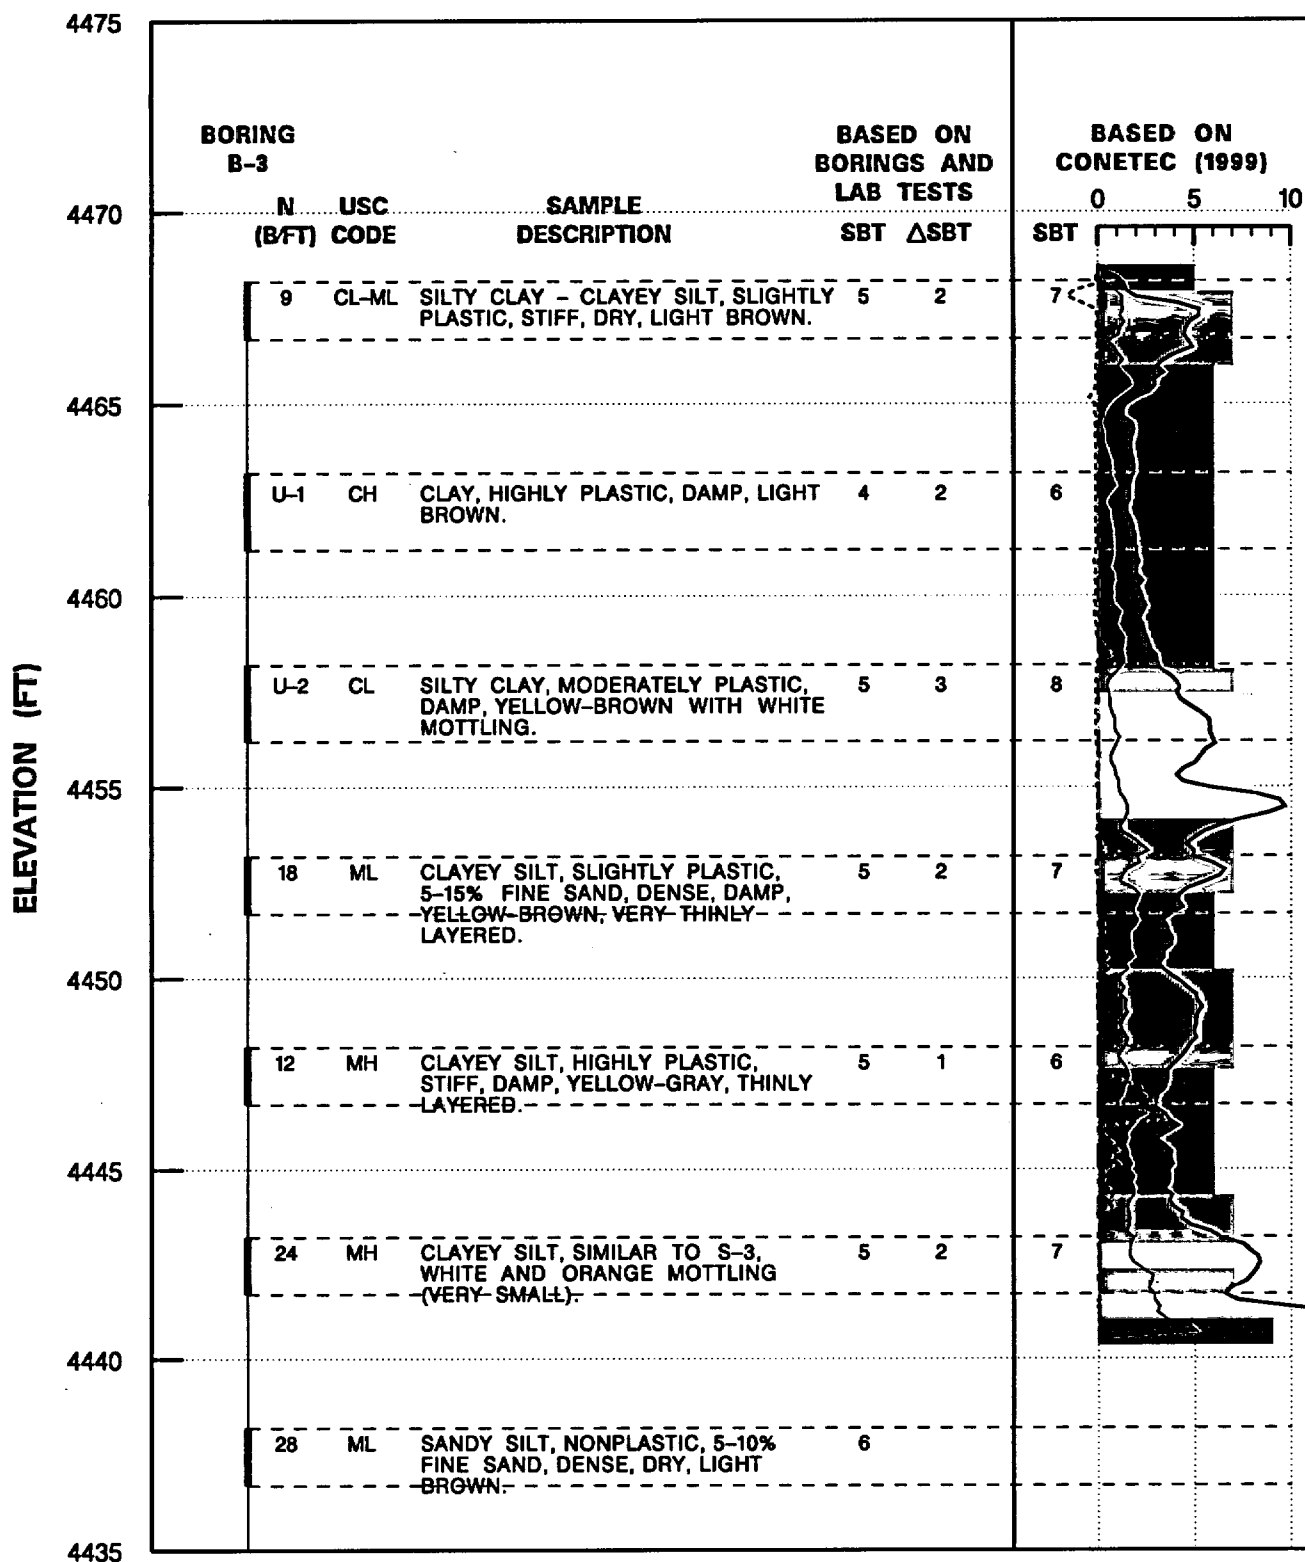 4475
BORING
B-3
BASED ON
BORINGS AND
LAB TESTS
BASED ON
CONETEC (1999)
0 5 10
4470
N
(B/FT)
USC
CODE
SAMPLE
DESCRIPTION
SBT ΔSBT
SBT
9 CL-ML SILTY CLAY - CLAYEY SILT, SLIGHTLY 5 2 7
PLASTIC, STIFF, DRY, LIGHT BROWN.
4465
U-1 CH CLAY, HIGHLY PLASTIC, DAMP, LIGHT 4 2 6
BROWN.
4460
U-2 CL SILTY CLAY, MODERATELY PLASTIC, 5 3 8
DAMP, YELLOW-BROWN WITH WHITE
MOTTLING.
ELEVATION (FT)
4455
18 ML CLAYEY SILT, SLIGHTLY PLASTIC, 5 2 7
5-15% FINE SAND, DENSE, DAMP,
YELLOW-BROWN, VERY THINLY
LAYERED.
4450
12 MH CLAYEY SILT, HIGHLY PLASTIC, 5 1 6
STIFF, DAMP, YELLOW-GRAY, THINLY
LAYERED.
4445
24 MH CLAYEY SILT, SIMILAR TO S-3, 5 2 7
WHITE AND ORANGE MOTTLING
(VERY SMALL).
4440
28 ML SANDY SILT, NONPLASTIC, 5-10% 6
FINE SAND, DENSE, DRY, LIGHT
BROWN.
4435